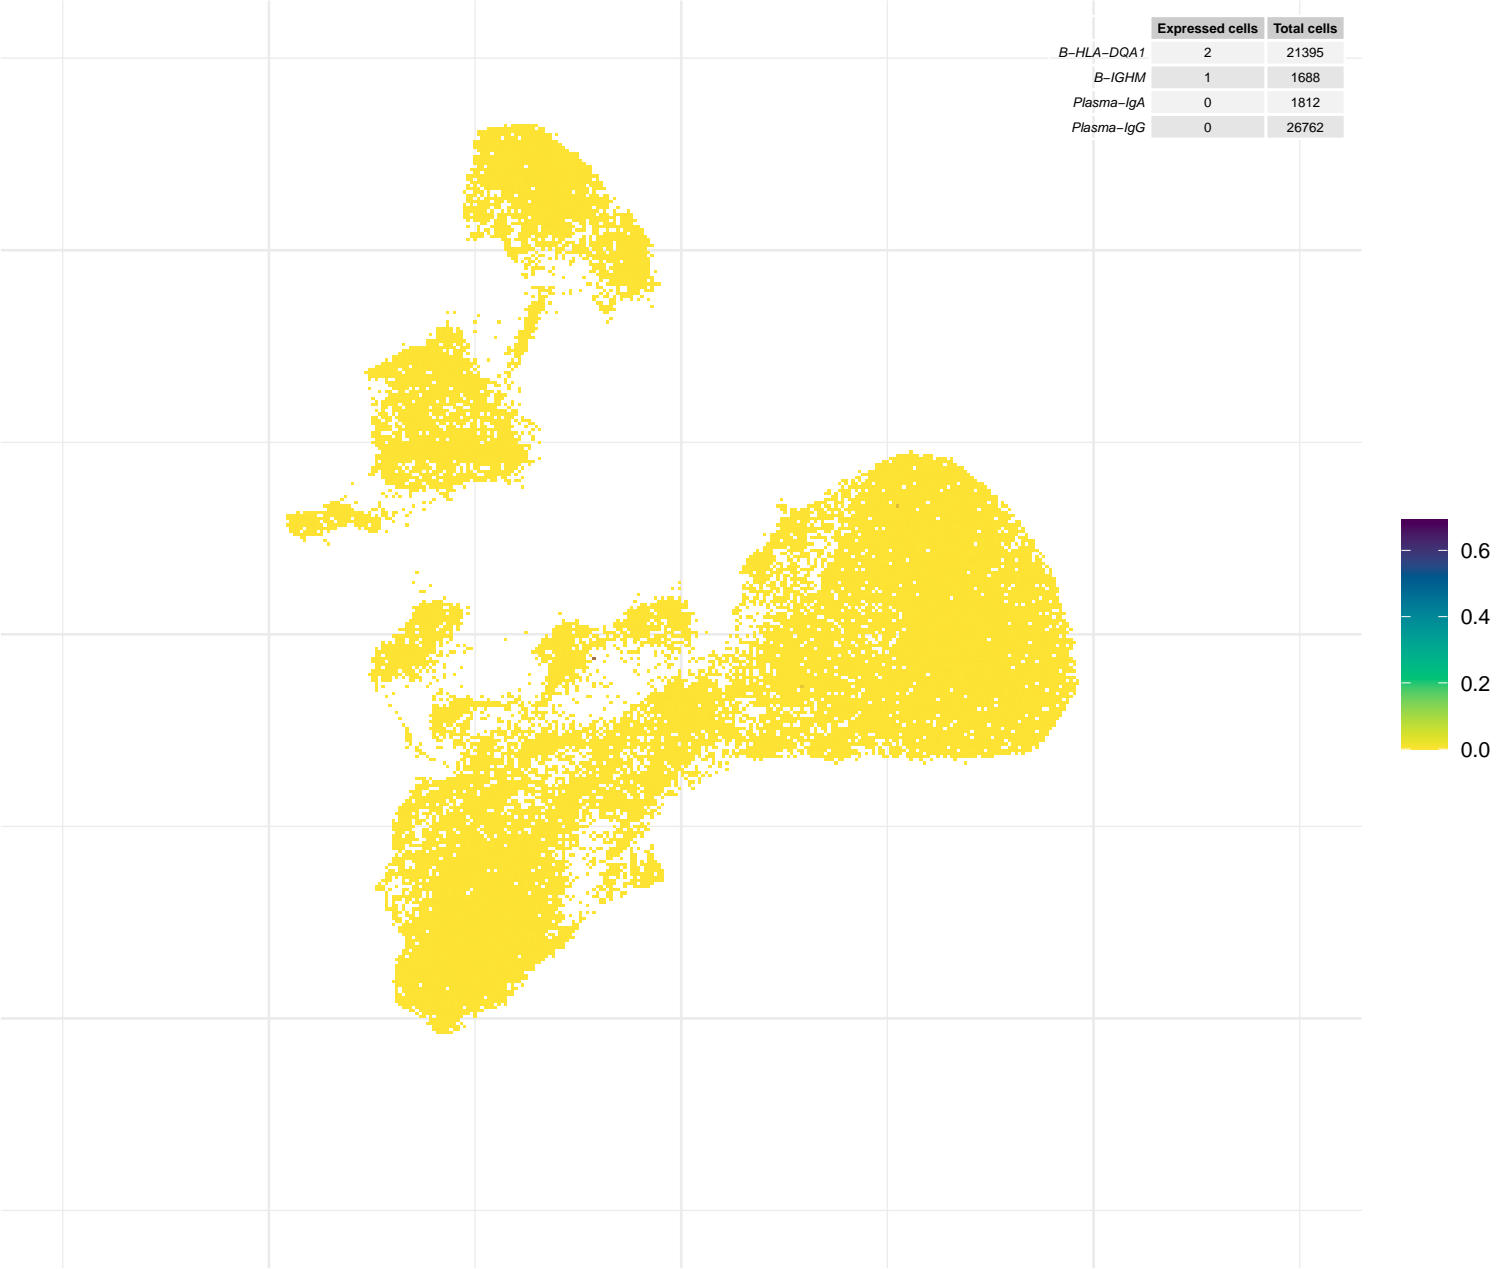 Expressed cells Total cells
B−HLA−DQA1 2 21395
B−IGHM 1 1688
Plasma−IgA 0 1812
Plasma−IgG 0 26762
0.6
0.4
0.2
0.0